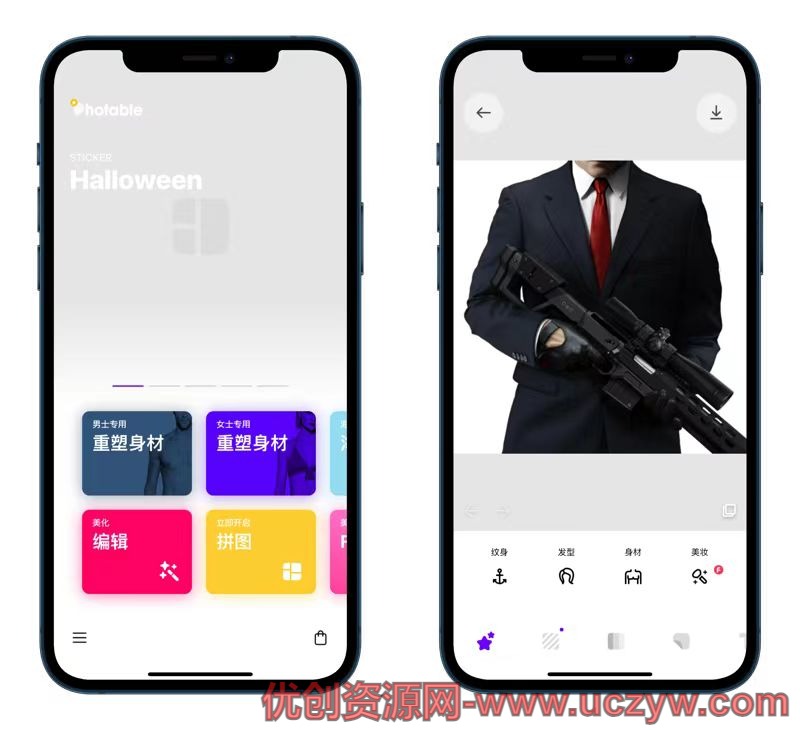 Photable
STICKER
Halloween
男士专用
重塑身材
女士专用
重塑身材
美化
编辑
立即开启
拼图
纹身
发型
身材
美妆
F
优创资源网-www.uczyw.com